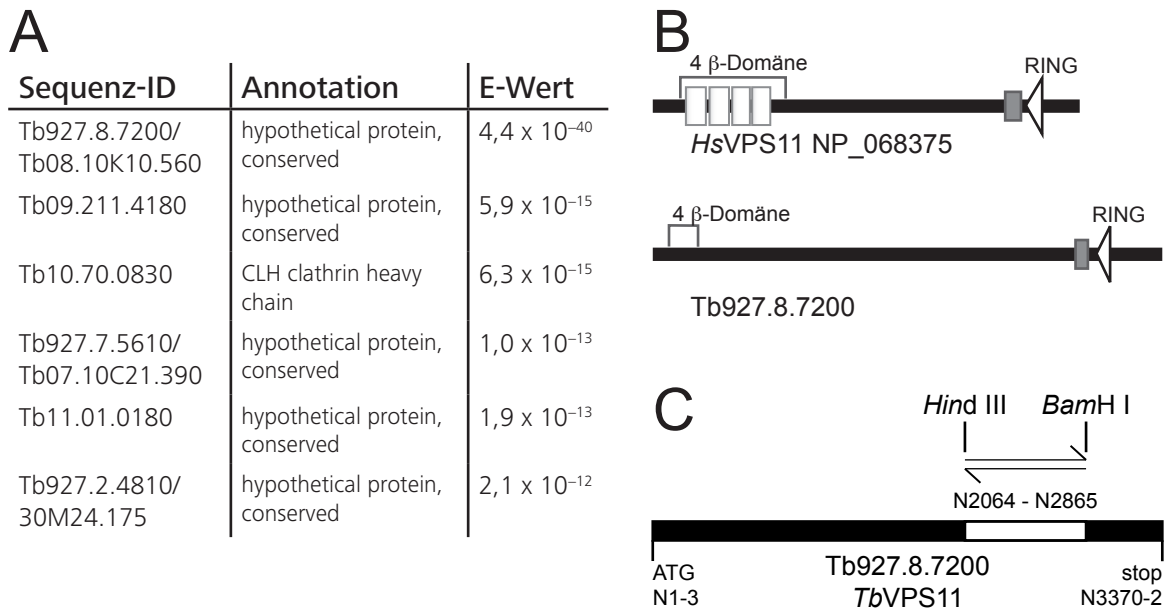 A
Sequenz-ID Annotation E-Wert
Tb927.8.7200/ hypothetical protein, 4,4 x 10⁻⁴⁰
Tb08.10K10.560 conserved
Tb09.211.4180 hypothetical protein, 5,9 x 10⁻¹⁵
conserved
Tb10.70.0830 CLH clathrin heavy 6,3 x 10⁻¹⁵
chain
Tb927.7.5610/ hypothetical protein, 1,0 x 10⁻¹³
Tb07.10C21.390 conserved
Tb11.01.0180 hypothetical protein, 1,9 x 10⁻¹³
conserved
Tb927.2.4810/ hypothetical protein, 2,1 x 10⁻¹²
30M24.175 conserved
B
4 β-Domäne RING
HsVPS11 NP_068375
4 β-Domäne RING
Tb927.8.7200
C
Hind III BamH I
N2064 - N2865
ATG Tb927.8.7200 stop
N1-3 TbVPS11 N3370-2